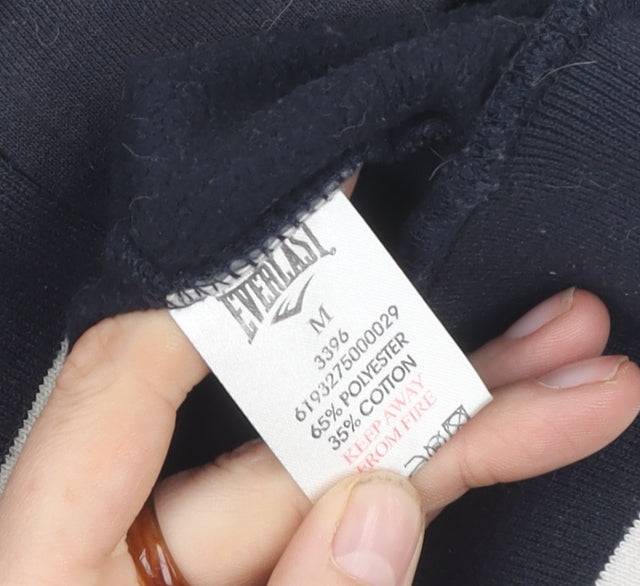 EVERLAST
M
3396
6193275000029
65% POLYESTER
35% COTTON
KEEP AWAY
FROM FIRE